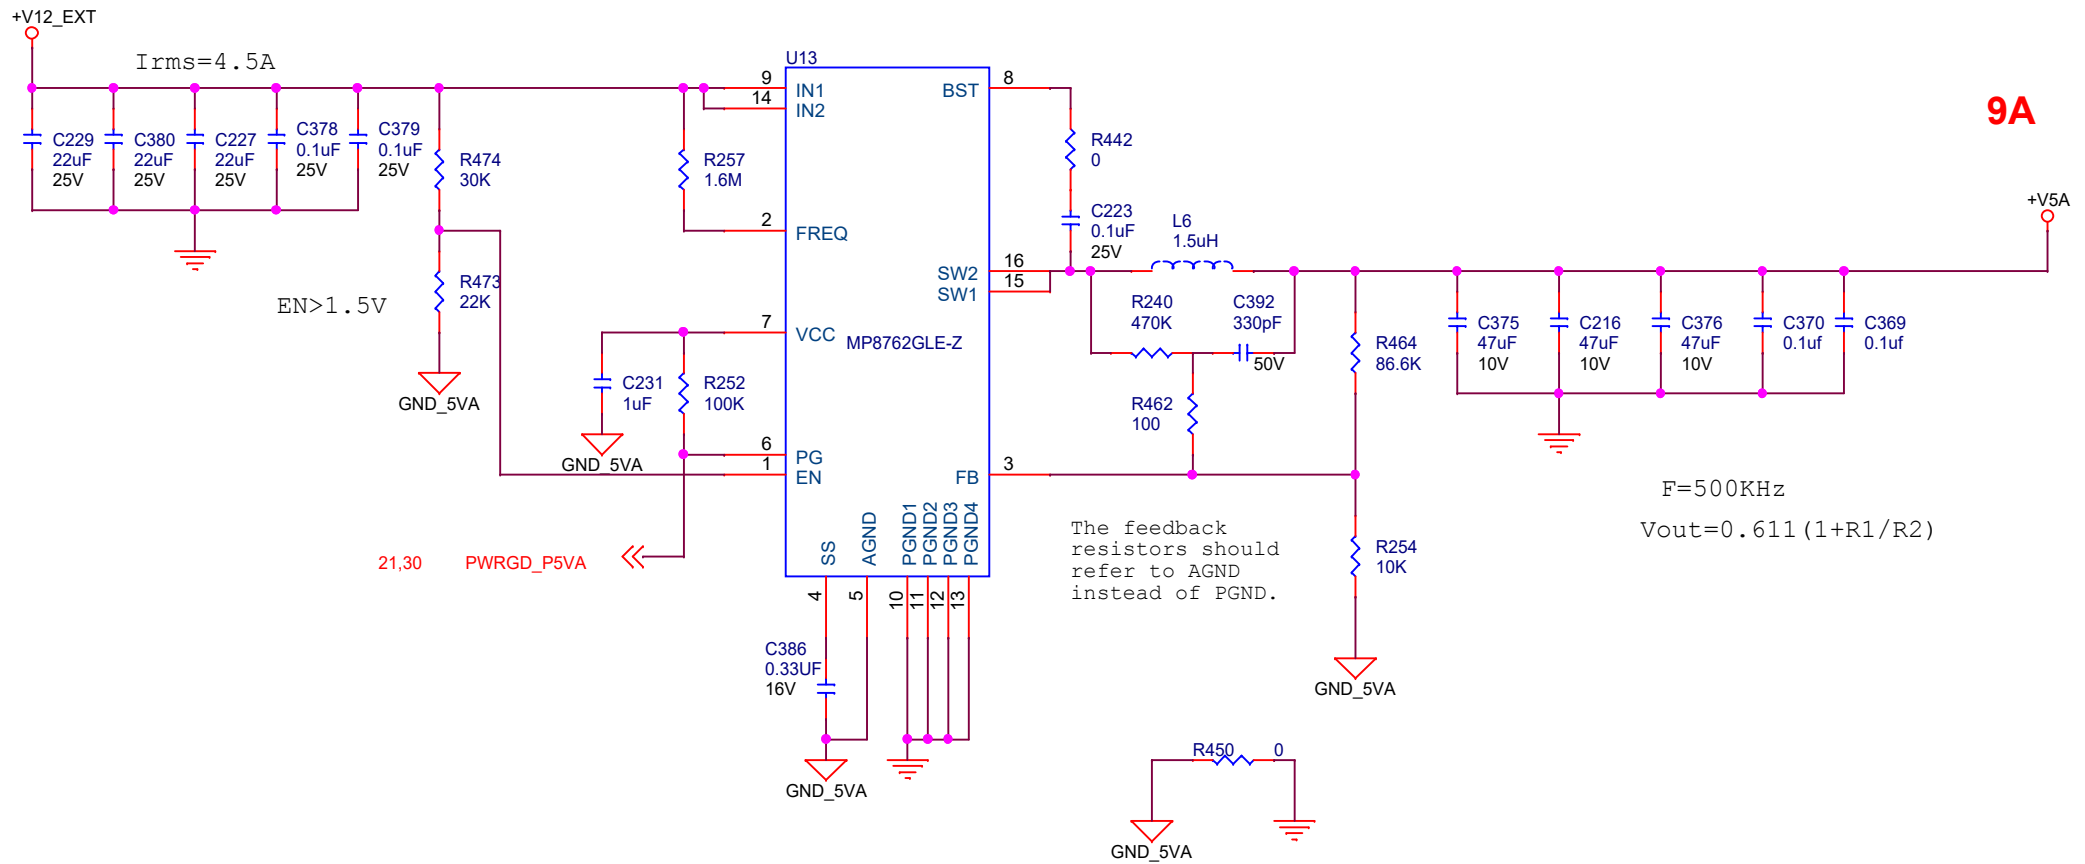 +V12_EXT
Irms=4.5A
U13
9
14
IN1
IN2
BST
8
9A
C229
22uF
25V
C380
22uF
25V
C227
22uF
25V
C378
0.1uF
25V
C379
0.1uF
25V
R474
30K
R257
1.6M
R442
0
2
FREQ
C223
0.1uF
25V
L6
1.5uH
+V5A
SW2
SW1
16
15
R473
22K
EN>1.5V
7
VCC
MP8762GLE-Z
R240
470K
C392
330pF
50V
R464
86.6K
C375
47uF
10V
C216
47uF
10V
C376
47uF
10V
C370
0.1uf
C369
0.1uf
GND_5VA
C231
1uF
R252
100K
R462
100
GND_5VA
6
1
PG
EN
FB
3
F=500KHz
Vout=0.611(1+R1/R2)
SS
AGND
PGND1
PGND2
PGND3
PGND4
The feedback
resistors should
refer to AGND
instead of PGND.
R254
10K
21,30
PWRGD_P5VA
4
5
10
11
12
13
C386
0.33UF
16V
GND_5VA
GND_5VA
R450
0
GND_5VA